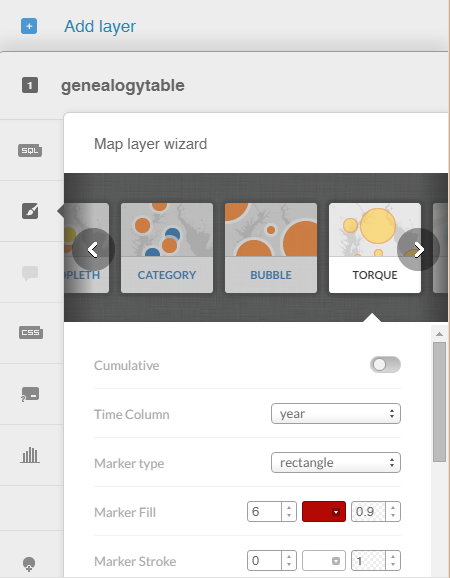 Add layer
1 genealogytable
SQL
Map layer wizard
OPLETH CATEGORY BUBBLE TORQUE
CSS
Cumulative
Time Column year
Marker type rectangle
Marker Fill 6 0.9
Marker Stroke 0 1